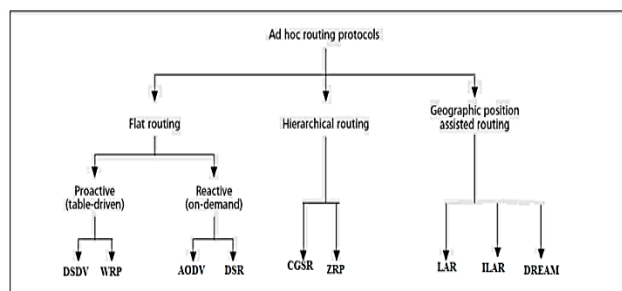 Ad hoc routing protocols
Flat routing
Hierarchical routing
Geographic position
assisted routing
Proactive
(table-driven)
Reactive
(on-demand)
DSDV WRP
AODV DSR
CGSR ZRP
LAR ILAR DREAM